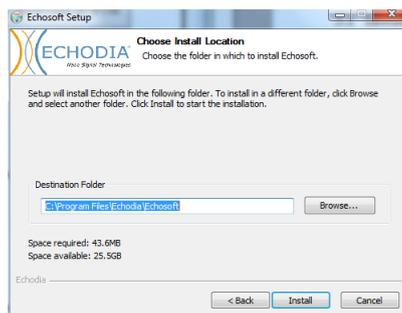 Echosoft Setup
ECHODIA
Noise Signal Technologies
Choose Install Location
Choose the folder in which to install Echosoft.
Setup will install Echosoft in the following folder. To install in a different folder, click Browse
and select another folder. Click Install to start the installation.
Destination Folder
C:\Program Files\Echodia\Echosoft
Browse...
Space required: 43.6MB
Space available: 25.5GB
Echodia
< Back
Install
Cancel